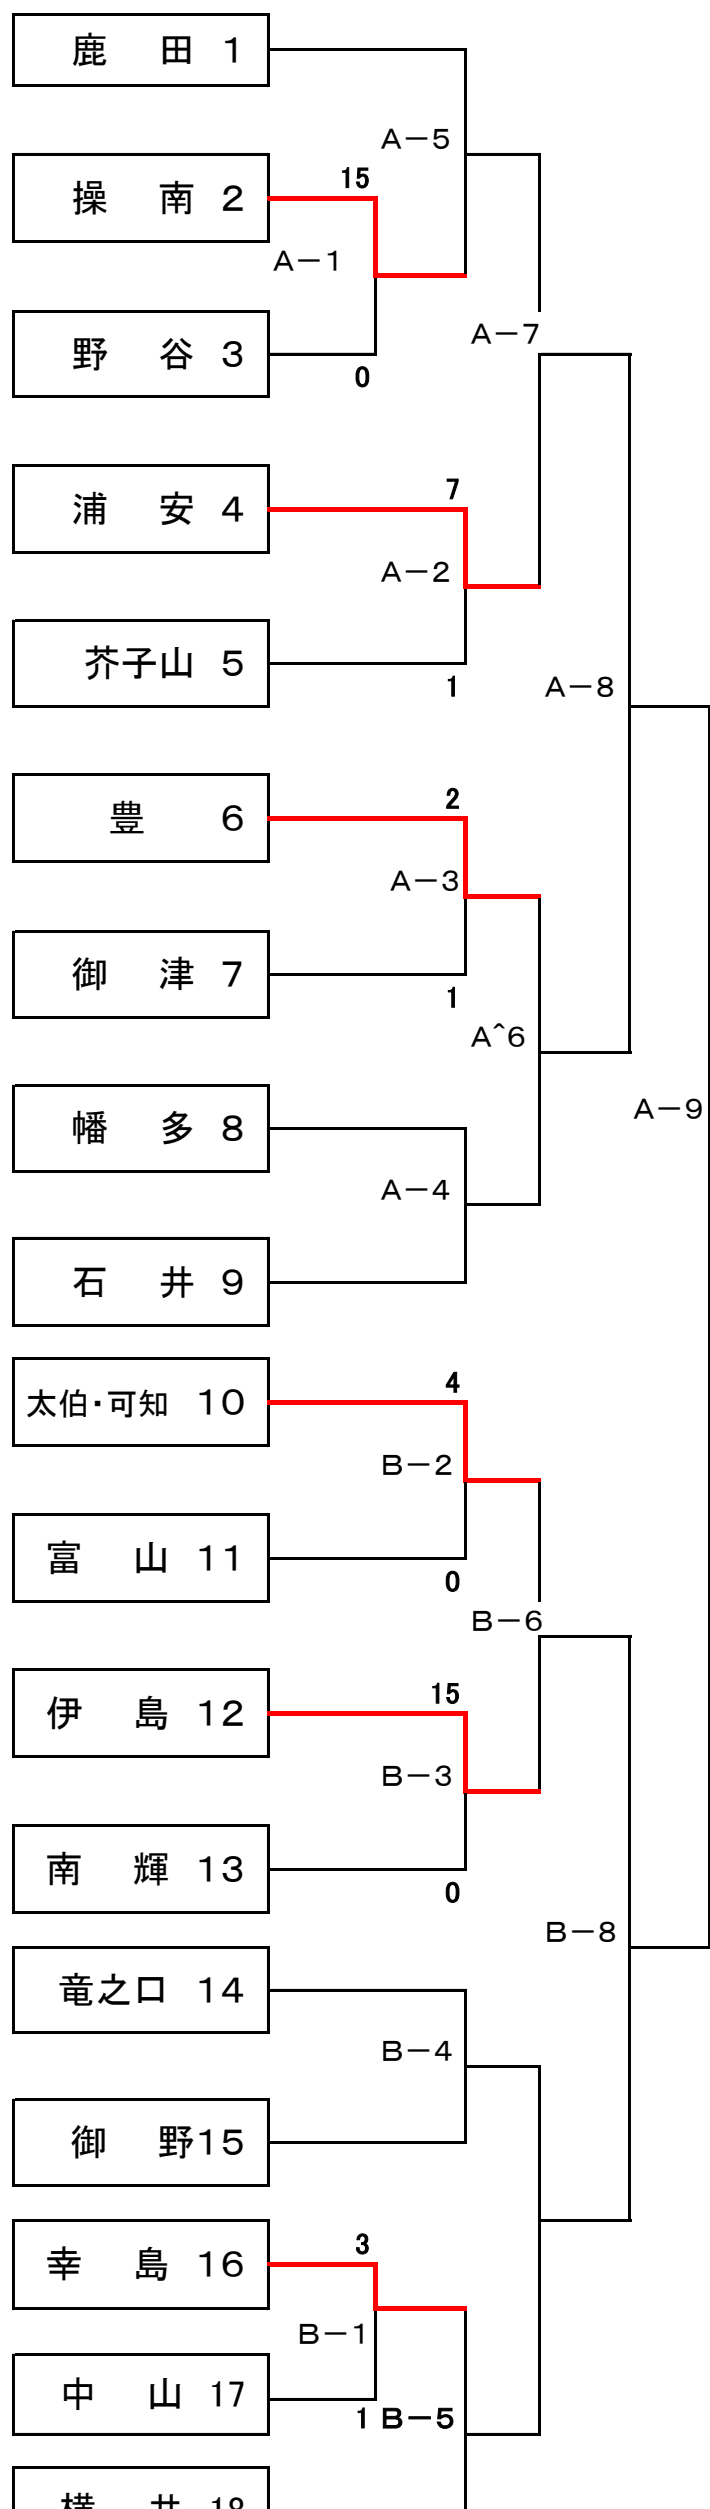 鹿　田 1
A－5
15
操　南 2
A－1
野　谷 3
A－7
0
7
浦　安 4
A－2
芥子山 5
1
A－8
2
豊　6
A－3
御　津 7
1
A^6
A－9
幡　多 8
A－4
石　井 9
4
太伯・可知 10
B－2
富　山 11
0
B－6
15
伊　島 12
B－3
南　輝 13
0
B－8
竜之口 14
B－4
御　野15
3
幸　島 16
B－1
中　山 17
1 B－5
横　井 18